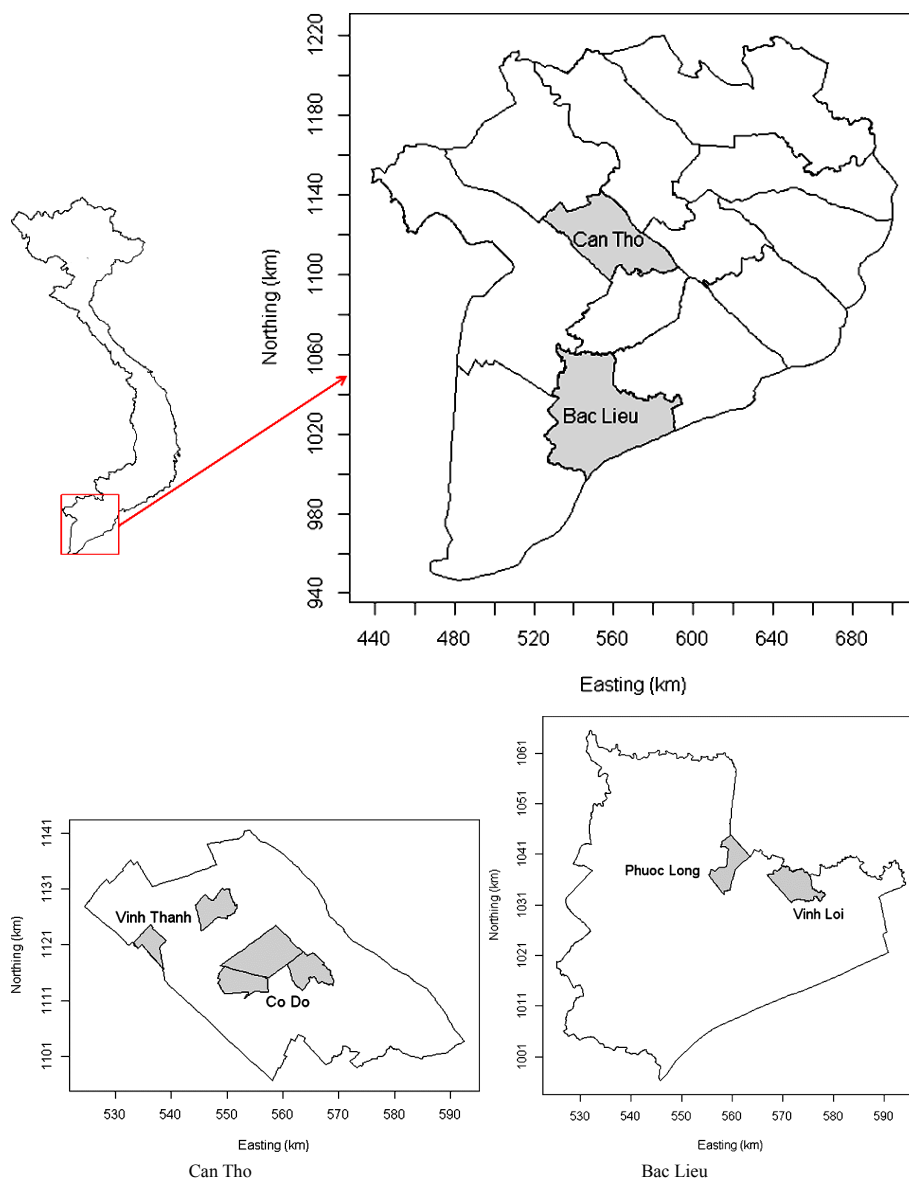 Northing (km)
1220
1180
1140
1100
1060
1020
980
940
Can Tho
Bac Lieu
440 480 520 560 600 640 680
Easting (km)
Northing (km)
1141
1131
1121
1111
1101
Vinh Thanh
Co Do
530 540 550 560 570 580 590
Easting (km)
Can Tho
Northing (km)
1061
1051
1041
1031
1021
1011
1001
Phuoc Long
Vinh Loi
530 540 550 560 570 580 590
Easting (km)
Bac Lieu